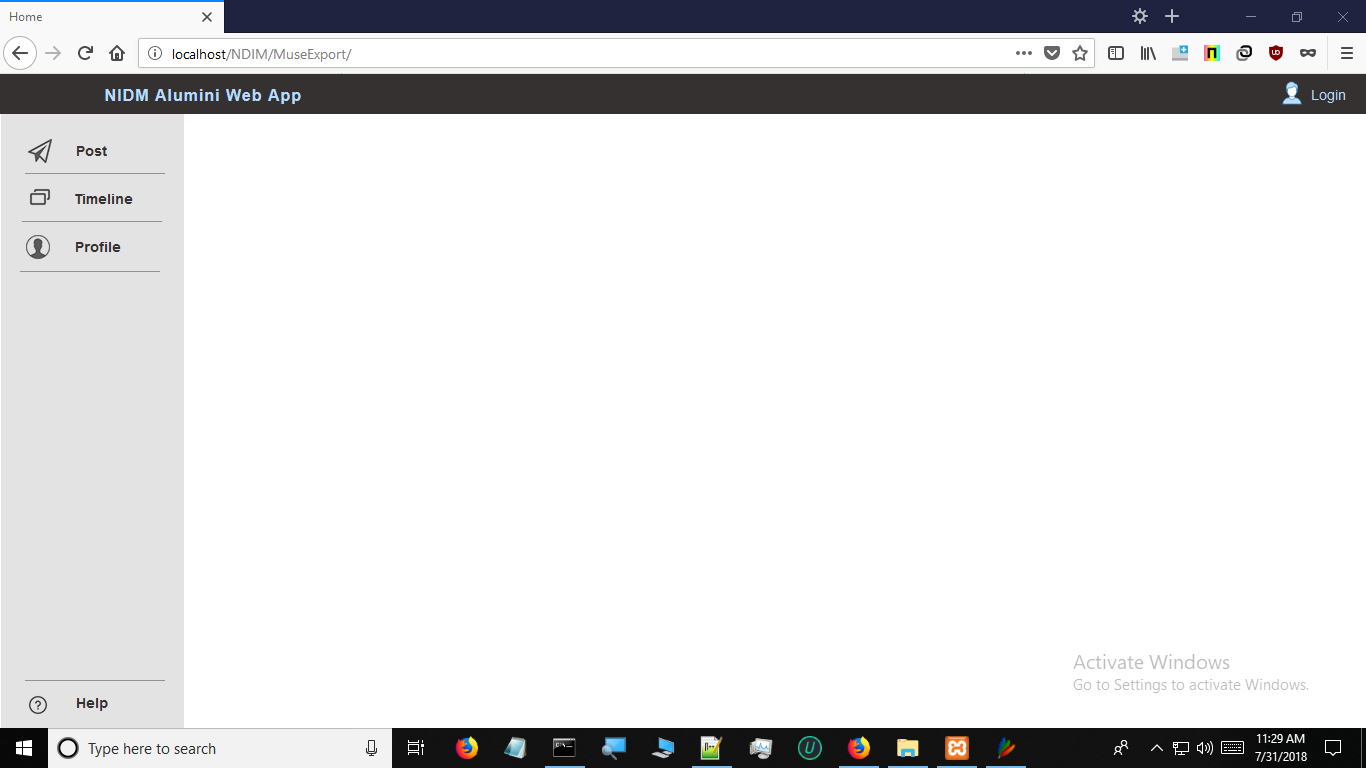 Home
localhost/NDIM/MuseExport/
NIDM Alumini Web App
Login
Post
Timeline
Profile
Help
Activate Windows
Go to Settings to activate Windows.
Type here to search
11:29 AM
7/31/2018